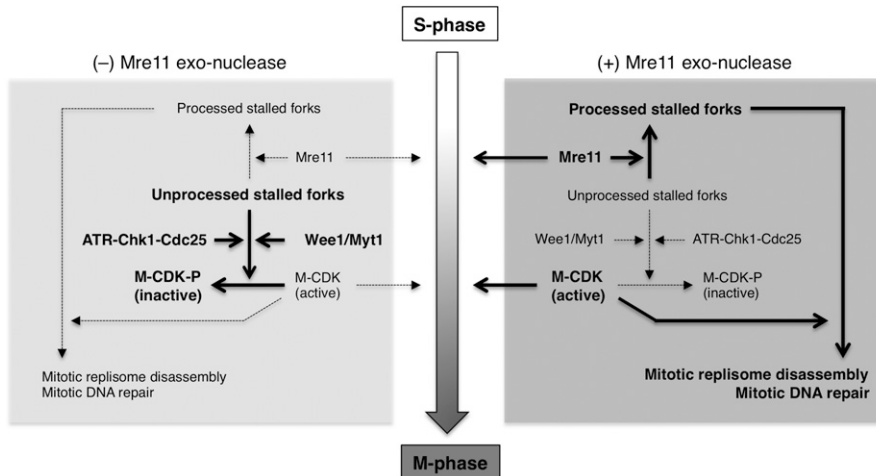 S-phase
(–) Mre11 exo-nuclease
Processed stalled forks
Mre11
Unprocessed stalled forks
ATR-Chk1-Cdc25
Wee1/Myt1
M-CDK-P
(inactive)
M-CDK
(active)
Mitotic replisome disassembly
Mitotic DNA repair
(+) Mre11 exo-nuclease
Processed stalled forks
Mre11
Unprocessed stalled forks
Wee1/Myt1
ATR-Chk1-Cdc25
M-CDK
(active)
M-CDK-P
(inactive)
Mitotic replisome disassembly
Mitotic DNA repair
M-phase